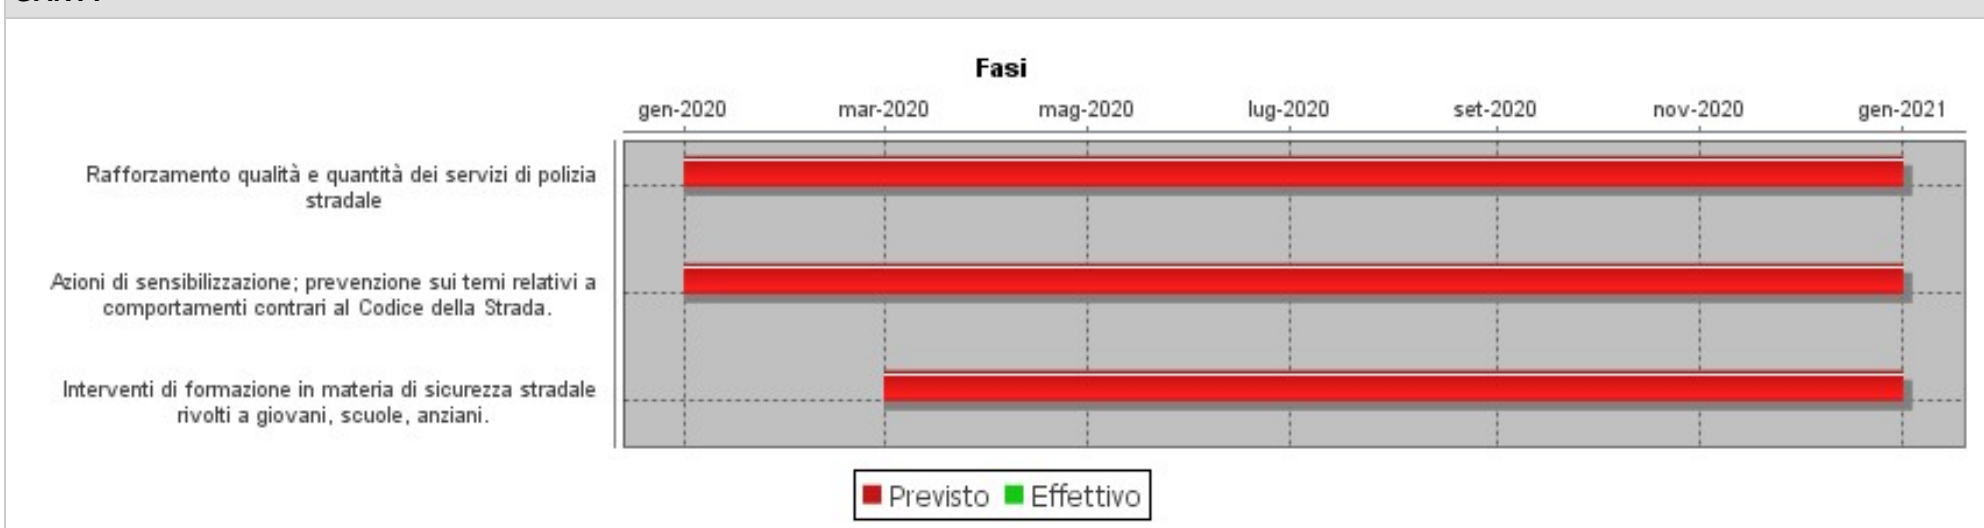 Fasi
gen-2020 mar-2020 mag-2020 lug-2020 set-2020 nov-2020 gen-2021
Rafforzamento qualità e quantità dei servizi di polizia
stradale
Azioni di sensibilizzazione; prevenzione sui temi relativi a
comportamenti contrari al Codice della Strada.
Interventi di formazione in materia di sicurezza stradale
rivolti a giovani, scuole, anziani.
Previsto Effettivo